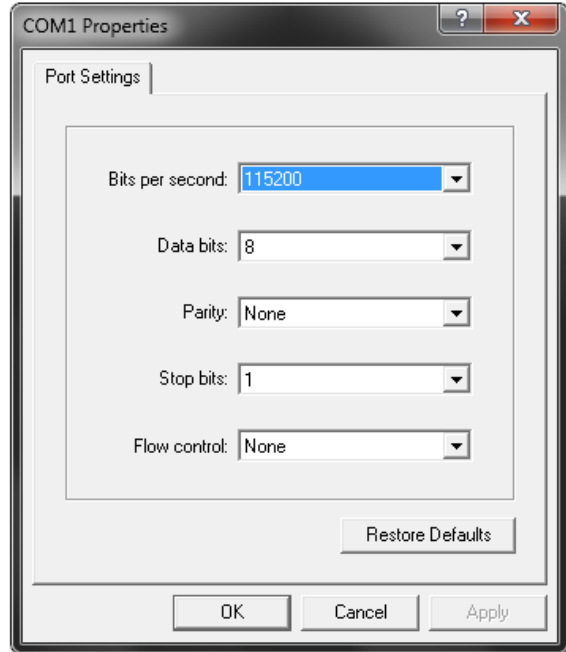 COM1 Properties
?
X
Port Settings
Bits per second: 115200
Data bits: 8
Parity: None
Stop bits: 1
Flow control: None
Restore Defaults
OK Cancel Apply